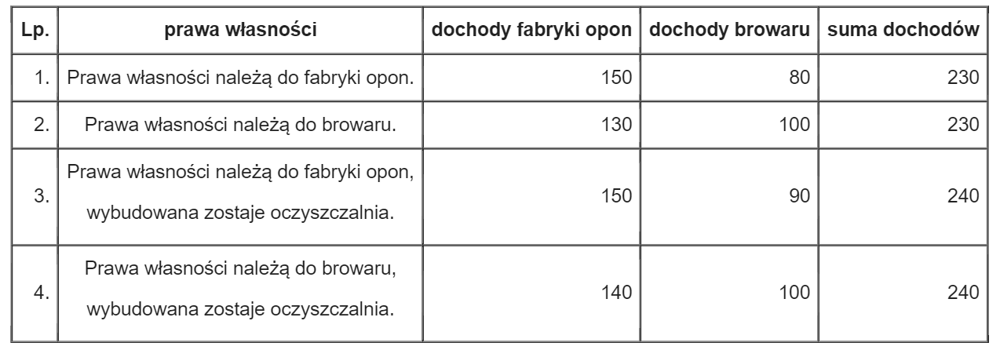 Lp. prawa własności dochody fabryki opon dochody browaru suma dochodów
1. Prawa własności należą do fabryki opon. 150 80 230
2. Prawa własności należą do browaru. 130 100 230
Prawa własności należą do fabryki opon,
3. 150 90 240
wybudowana zostaje oczyszczalnia.
Prawa własności należą do browaru,
4. 140 100 240
wybudowana zostaje oczyszczalnia.